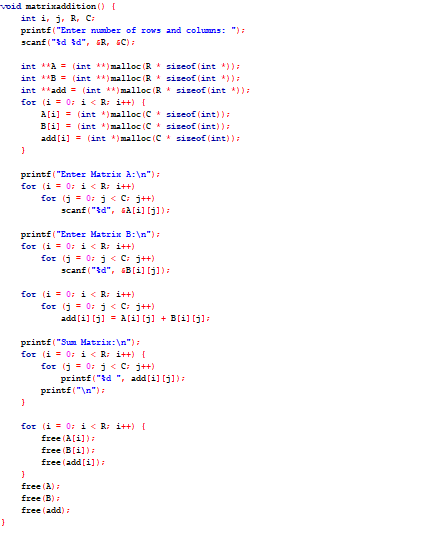 void matrixaddition() {
    int i, j, R, C;
    printf("Enter number of rows and columns: ");
    scanf("%d %d", &R, &C);

    int **A = (int **)malloc(R * sizeof(int *));
    int **B = (int **)malloc(R * sizeof(int *));
    int **add = (int **)malloc(R * sizeof(int *));
    for (i = 0; i < R; i++) {
        A[i] = (int *)malloc(C * sizeof(int));
        B[i] = (int *)malloc(C * sizeof(int));
        add[i] = (int *)malloc(C * sizeof(int));
    }

    printf("Enter Matrix A:\n");
    for (i = 0; i < R; i++)
        for (j = 0; j < C; j++)
            scanf("%d", &A[i][j]);

    printf("Enter Matrix B:\n");
    for (i = 0; i < R; i++)
        for (j = 0; j < C; j++)
            scanf("%d", &B[i][j]);

    for (i = 0; i < R; i++)
        for (j = 0; j < C; j++)
            add[i][j] = A[i][j] + B[i][j];

    printf("Sum Matrix:\n");
    for (i = 0; i < R; i++) {
        for (j = 0; j < C; j++)
            printf("%d ", add[i][j]);
        printf("\n");
    }

    for (i = 0; i < R; i++) {
        free(A[i]);
        free(B[i]);
        free(add[i]);
    }
    free(A);
    free(B);
    free(add);
}